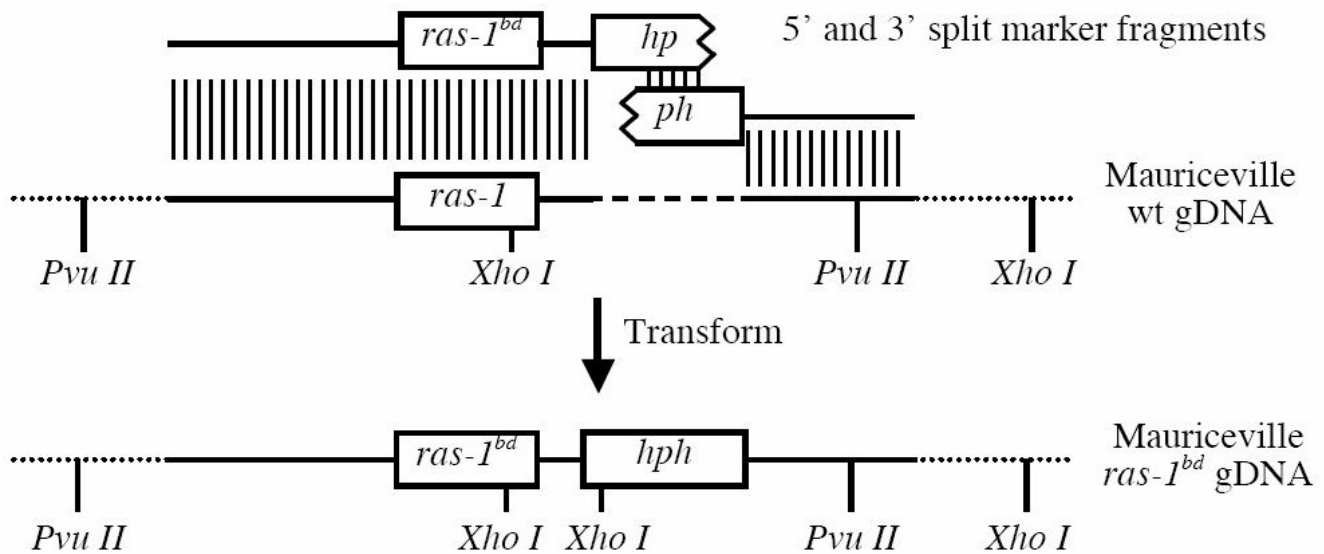 ras-1bd hp 5’ and 3’ split marker fragments
ph
ras-1 Mauriceville
wt gDNA
Pvu II Xho I Pvu II Xho I
Transform
ras-1bd hph Mauriceville
ras-1bd gDNA
Pvu II Xho I Xho I Pvu II Xho I